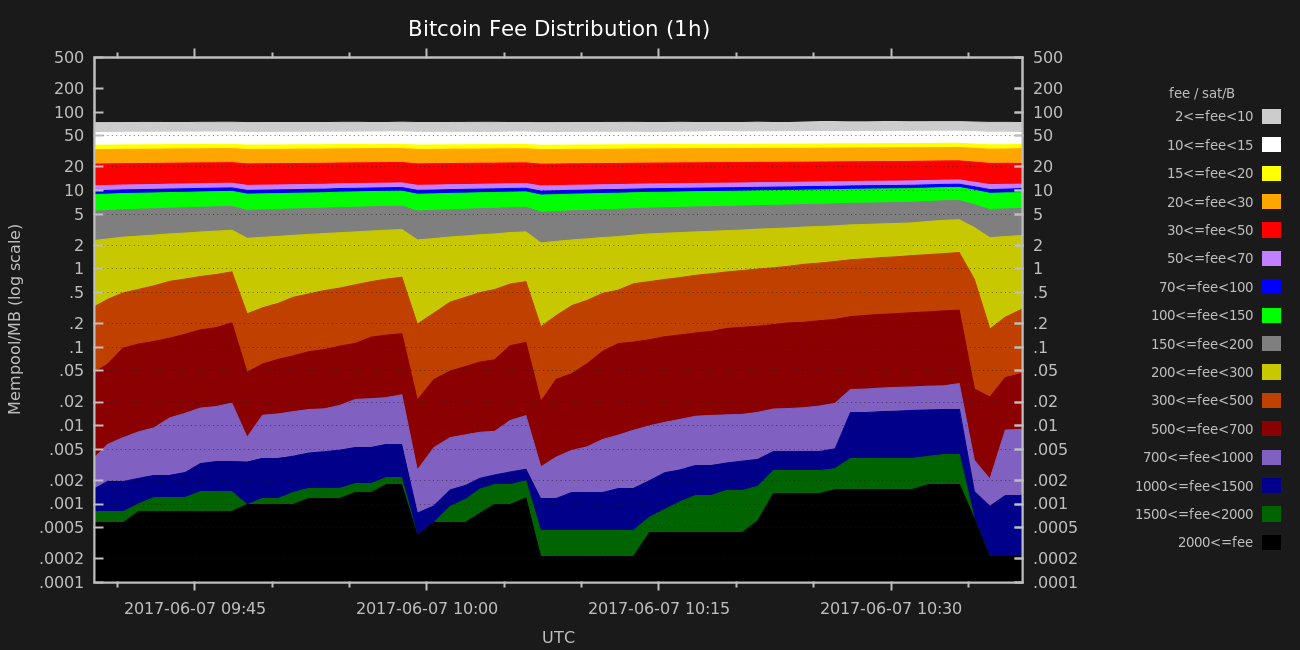 Bitcoin Fee Distribution (1h)
Mempool/MB (log scale)
500
200
100
50
20
10
5
2
1
.5
.2
.1
.05
.02
.01
.005
.002
.001
.0005
.0002
.0001
500
200
100
50
20
10
5
2
1
.5
.2
.1
.05
.02
.01
.005
.002
.001
.0005
.0002
.0001
fee / sat/B
2<=fee<10
10<=fee<15
15<=fee<20
20<=fee<30
30<=fee<50
50<=fee<70
70<=fee<100
100<=fee<150
150<=fee<200
200<=fee<300
300<=fee<500
500<=fee<700
700<=fee<1000
1000<=fee<1500
1500<=fee<2000
2000<=fee
2017-06-07 09:45 2017-06-07 10:00 2017-06-07 10:15 2017-06-07 10:30
UTC